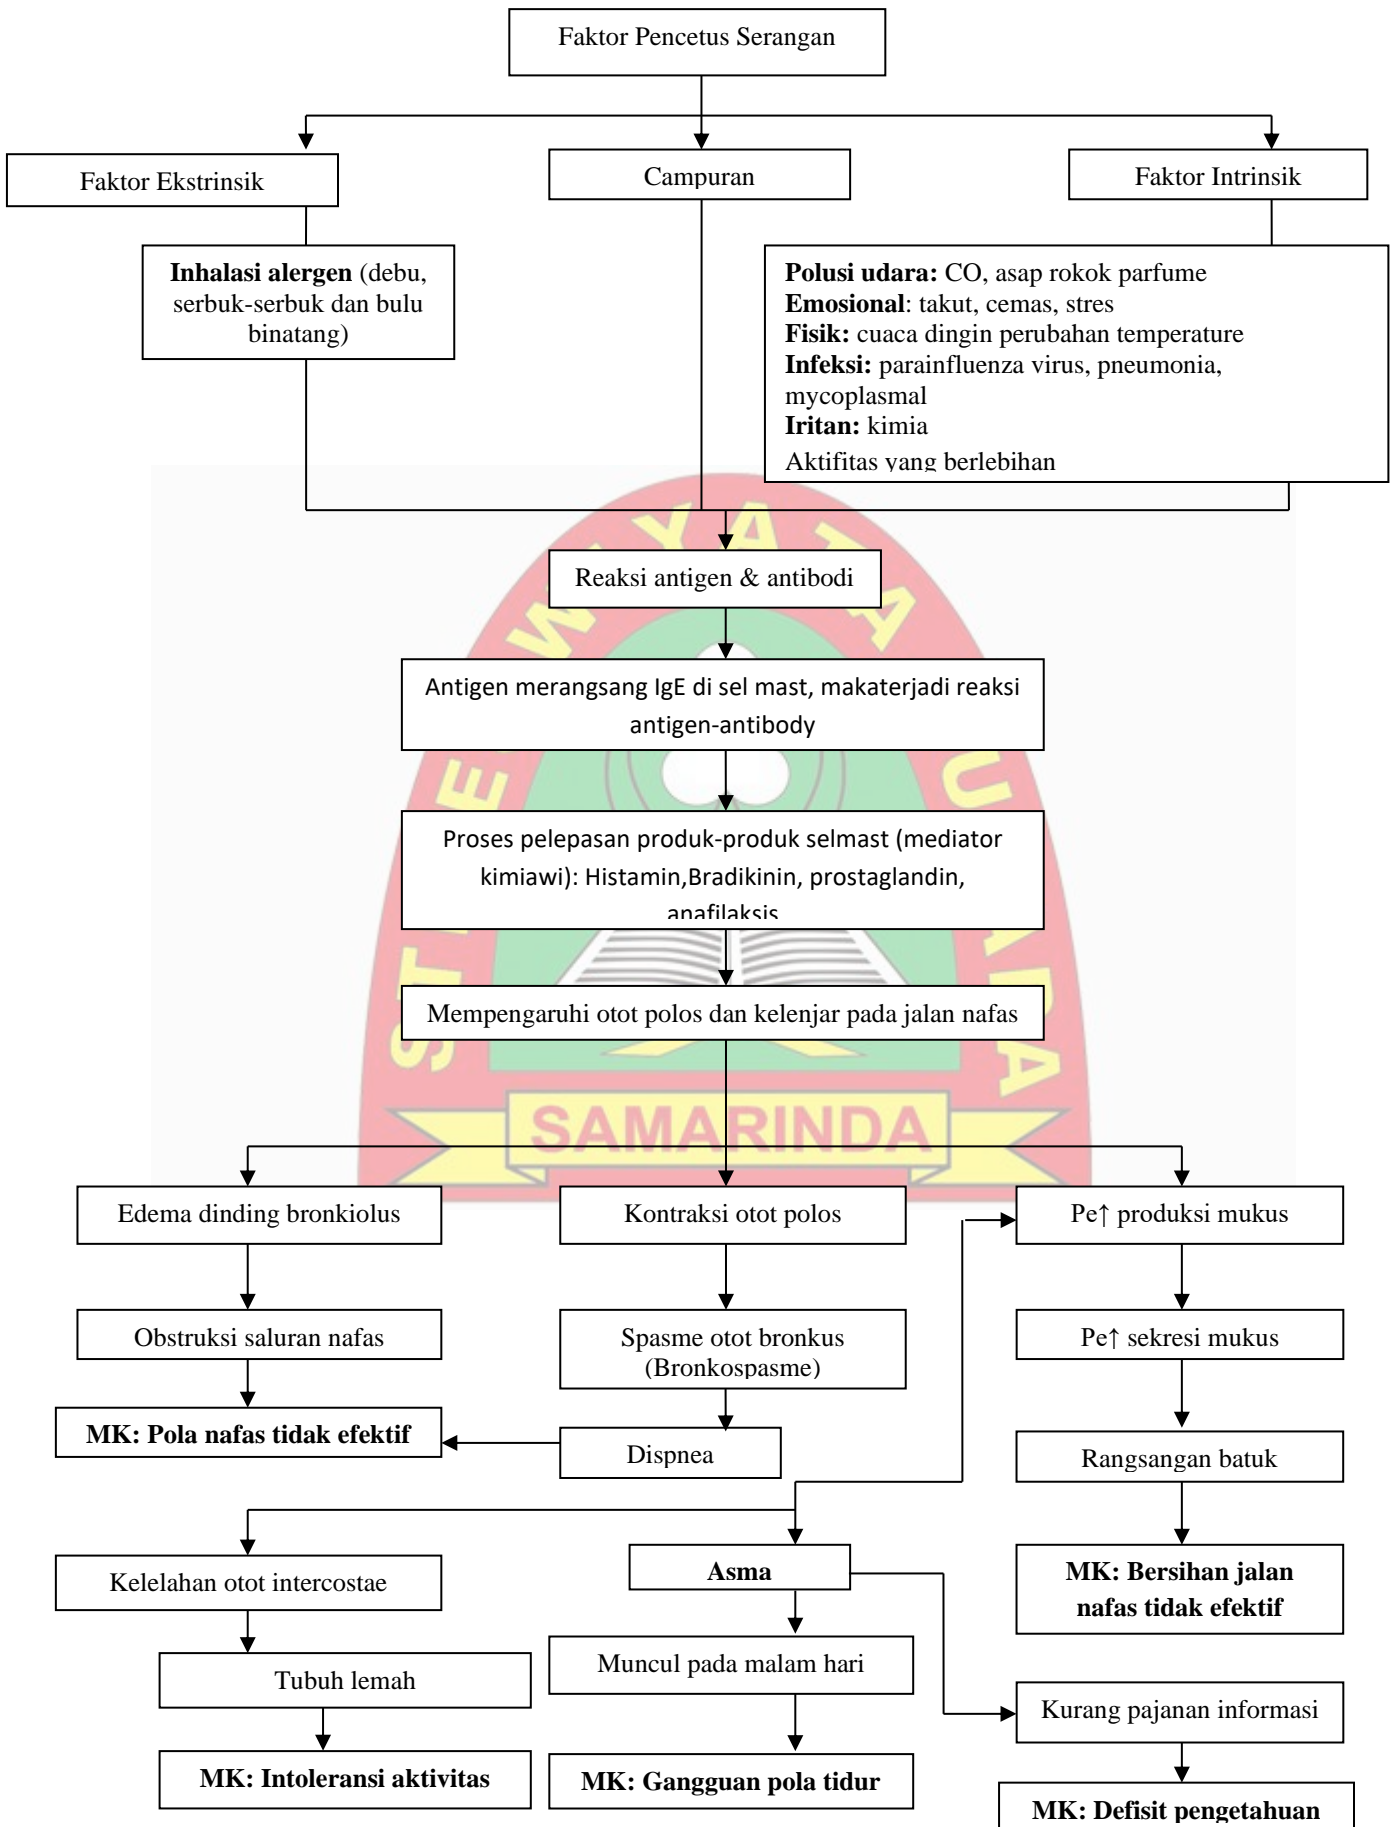 Faktor Pencetus Serangan
Faktor Ekstrinsik
Campuran
Faktor Intrinsik
Inhalasi alergen (debu,
serbuk-serbuk dan bulu
binatang)
Polusi udara: CO, asap rokok parfume
Emosional: takut, cemas, stres
Fisik: cuaca dingin perubahan temperature
Infeksi: parainfluenza virus, pneumonia,
mycoplasmal
Iritan: kimia
Aktifitas yang berlebihan
Reaksi antigen & antibodi
Antigen merangsang IgE di sel mast, makaterjadi reaksi
antigen-antibody
Proses pelepasan produk-produk selmast (mediator
kimiawi): Histamin,Bradikinin, prostaglandin,
anafilaksis
Mempengaruhi otot polos dan kelenjar pada jalan nafas
SAMARINDA
Edema dinding bronkiolus
Kontraksi otot polos
Pe↑ produksi mukus
Obstruksi saluran nafas
Spasme otot bronkus
(Bronkospasme)
Pe↑ sekresi mukus
MK: Pola nafas tidak efektif
Dispnea
Rangsangan batuk
Kelelahan otot intercostae
Asma
MK: Bersihan jalan
nafas tidak efektif
Tubuh lemah
Muncul pada malam hari
Kurang pajanan informasi
MK: Intoleransi aktivitas
MK: Gangguan pola tidur
MK: Defisit pengetahuan